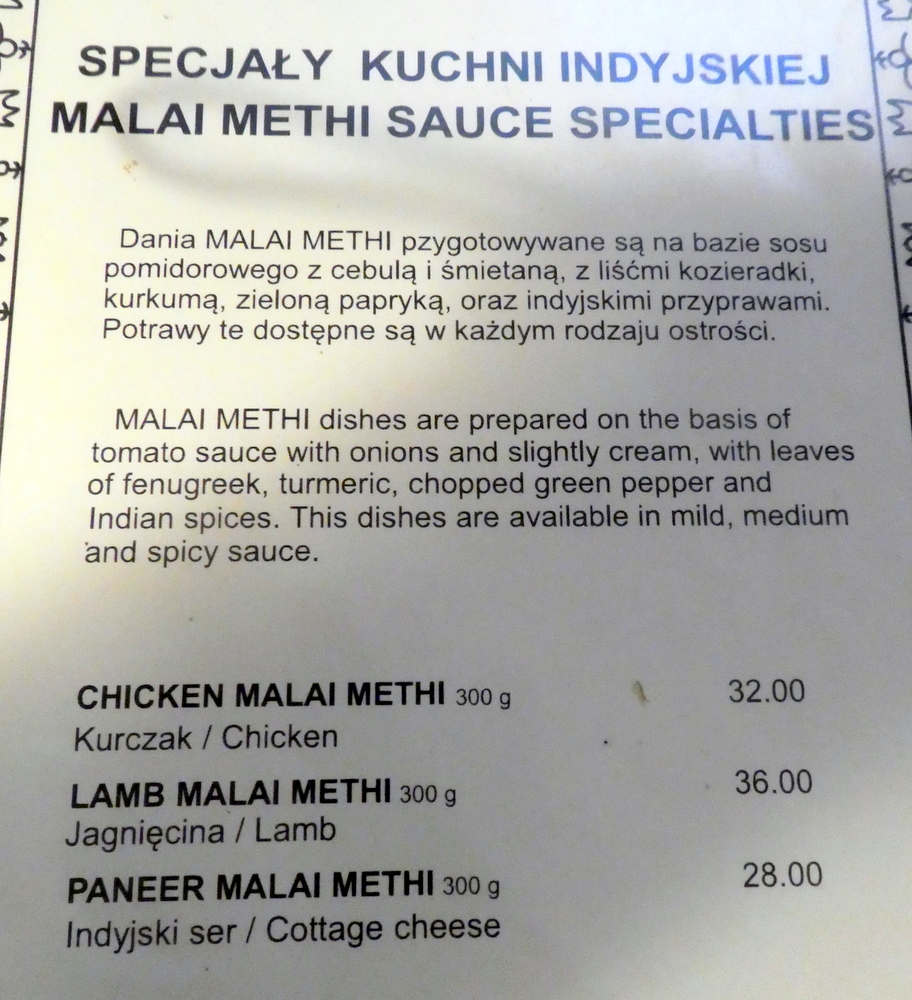 SPECJAŁY KUCHNI INDYJSKIEJ
MALAI METHI SAUCE SPECIALTIES
Dania MALAI METHI pzygotowywane są na bazie sosu
pomidorowego z cebulą i śmietaną, z liśćmi kozieradki,
kurkumą, zieloną papryką, oraz indyjskimi przyprawami.
Potrawy te dostępne są w każdym rodzaju ostrości.
MALAI METHI dishes are prepared on the basis of
tomato sauce with onions and slightly cream, with leaves
of fenugreek, turmeric, chopped green pepper and
Indian spices. This dishes are available in mild, medium
and spicy sauce.
CHICKEN MALAI METHI 300 g 32.00
Kurczak / Chicken
LAMB MALAI METHI 300 g 36.00
Jagnięcina / Lamb
PANEER MALAI METHI 300 g 28.00
Indyjski ser / Cottage cheese